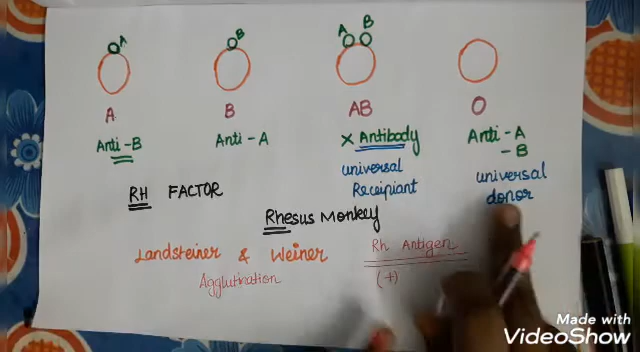 A
B
A B
A
B
AB
O
Anti-B
Anti-A
X Antibody
Anti-A
-B
universal
Receipiant
universal
donor
RH FACTOR
Rhesus Monkey
Landsteiner & Weiner
Rh Antigen
Agglutination
(+)
Made with
VideoShow